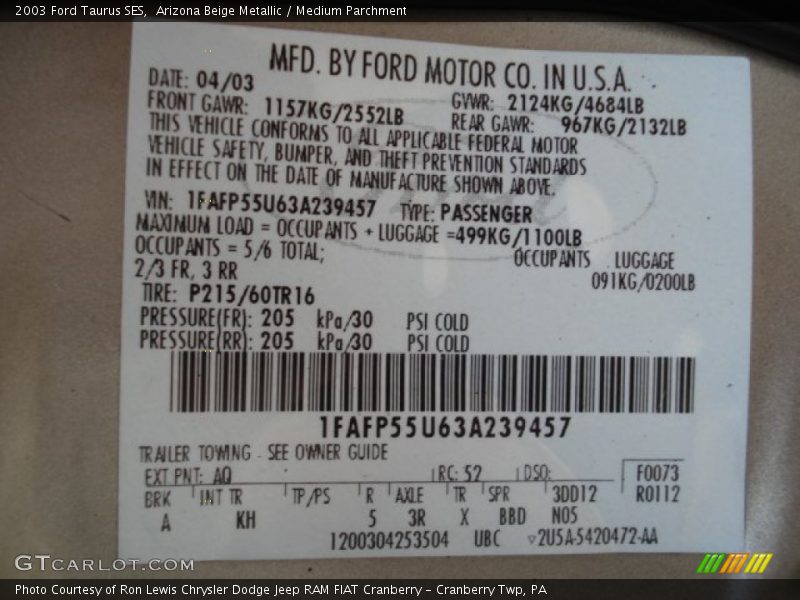 2003 Ford Taurus SES, Arizona Beige Metallic / Medium Parchment
MFD. BY FORD MOTOR CO. IN U.S.A.
DATE: 04/03 GVWR: 2124KG/4684LB
FRONT GAWR: 1157KG/2552LB REAR GAWR: 967KG/2132LB
THIS VEHICLE CONFORMS TO ALL APPLICABLE FEDERAL MOTOR
VEHICLE SAFETY, BUMPER, AND THEFT PREVENTION STANDARDS
IN EFFECT ON THE DATE OF MANUFACTURE SHOWN ABOVE.
VIN: 1FAFP55U63A239457 TYPE: PASSENGER
MAXIMUM LOAD = OCCUPANTS + LUGGAGE =499KG/1100LB
OCCUPANTS = 5/6 TOTAL; OCCUPANTS LUGGAGE
2/3 FR, 3 RR 091KG/0200LB
TIRE: P215/60TR16
PRESSURE(FR): 205 kPa/30 PSI COLD
PRESSURE(RR): 205 kPa/30 PSI COLD
1FAFP55U63A239457
TRAILER TOWING - SEE OWNER GUIDE
EXT PNT: AQ RC: 52 DSO: F0073
BRK INT TR TP/PS R AXLE TR SPR 3DD12 R0112
A KH 5 3R X BBD N05
1200304253504 UBC 2U5A-5420472-AA
GTCARLOT.COM
Photo Courtesy of Ron Lewis Chrysler Dodge Jeep RAM FIAT Cranberry – Cranberry Twp, PA